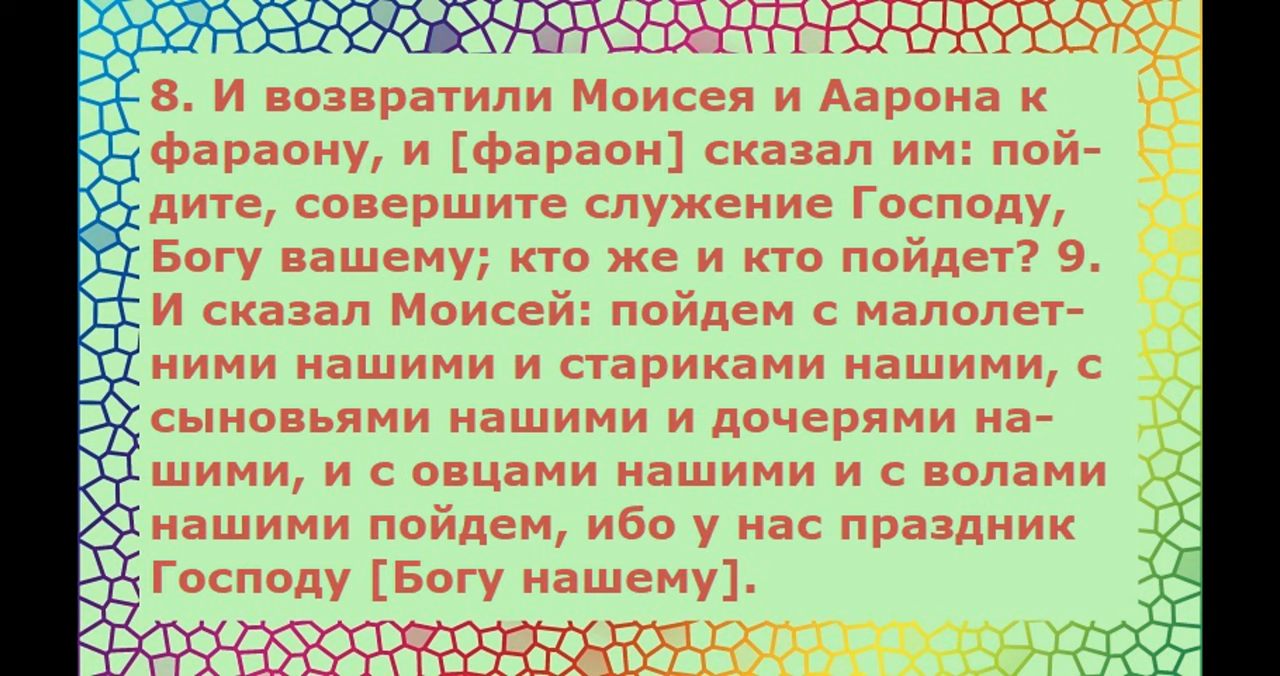 8. И возвратили Моисея и Аарона к
фараону, и [фараон] сказал им: пой-
дите, совершите служение Господу,
Богу вашему; кто же и кто пойдет? 9.
И сказал Моисей: пойдем с малолет-
ними нашими и стариками нашими, с
сыновьями нашими и дочерями на-
шими, и с овцами нашими и с волами
нашими пойдем, ибо у нас праздник
Господу [Богу нашему].